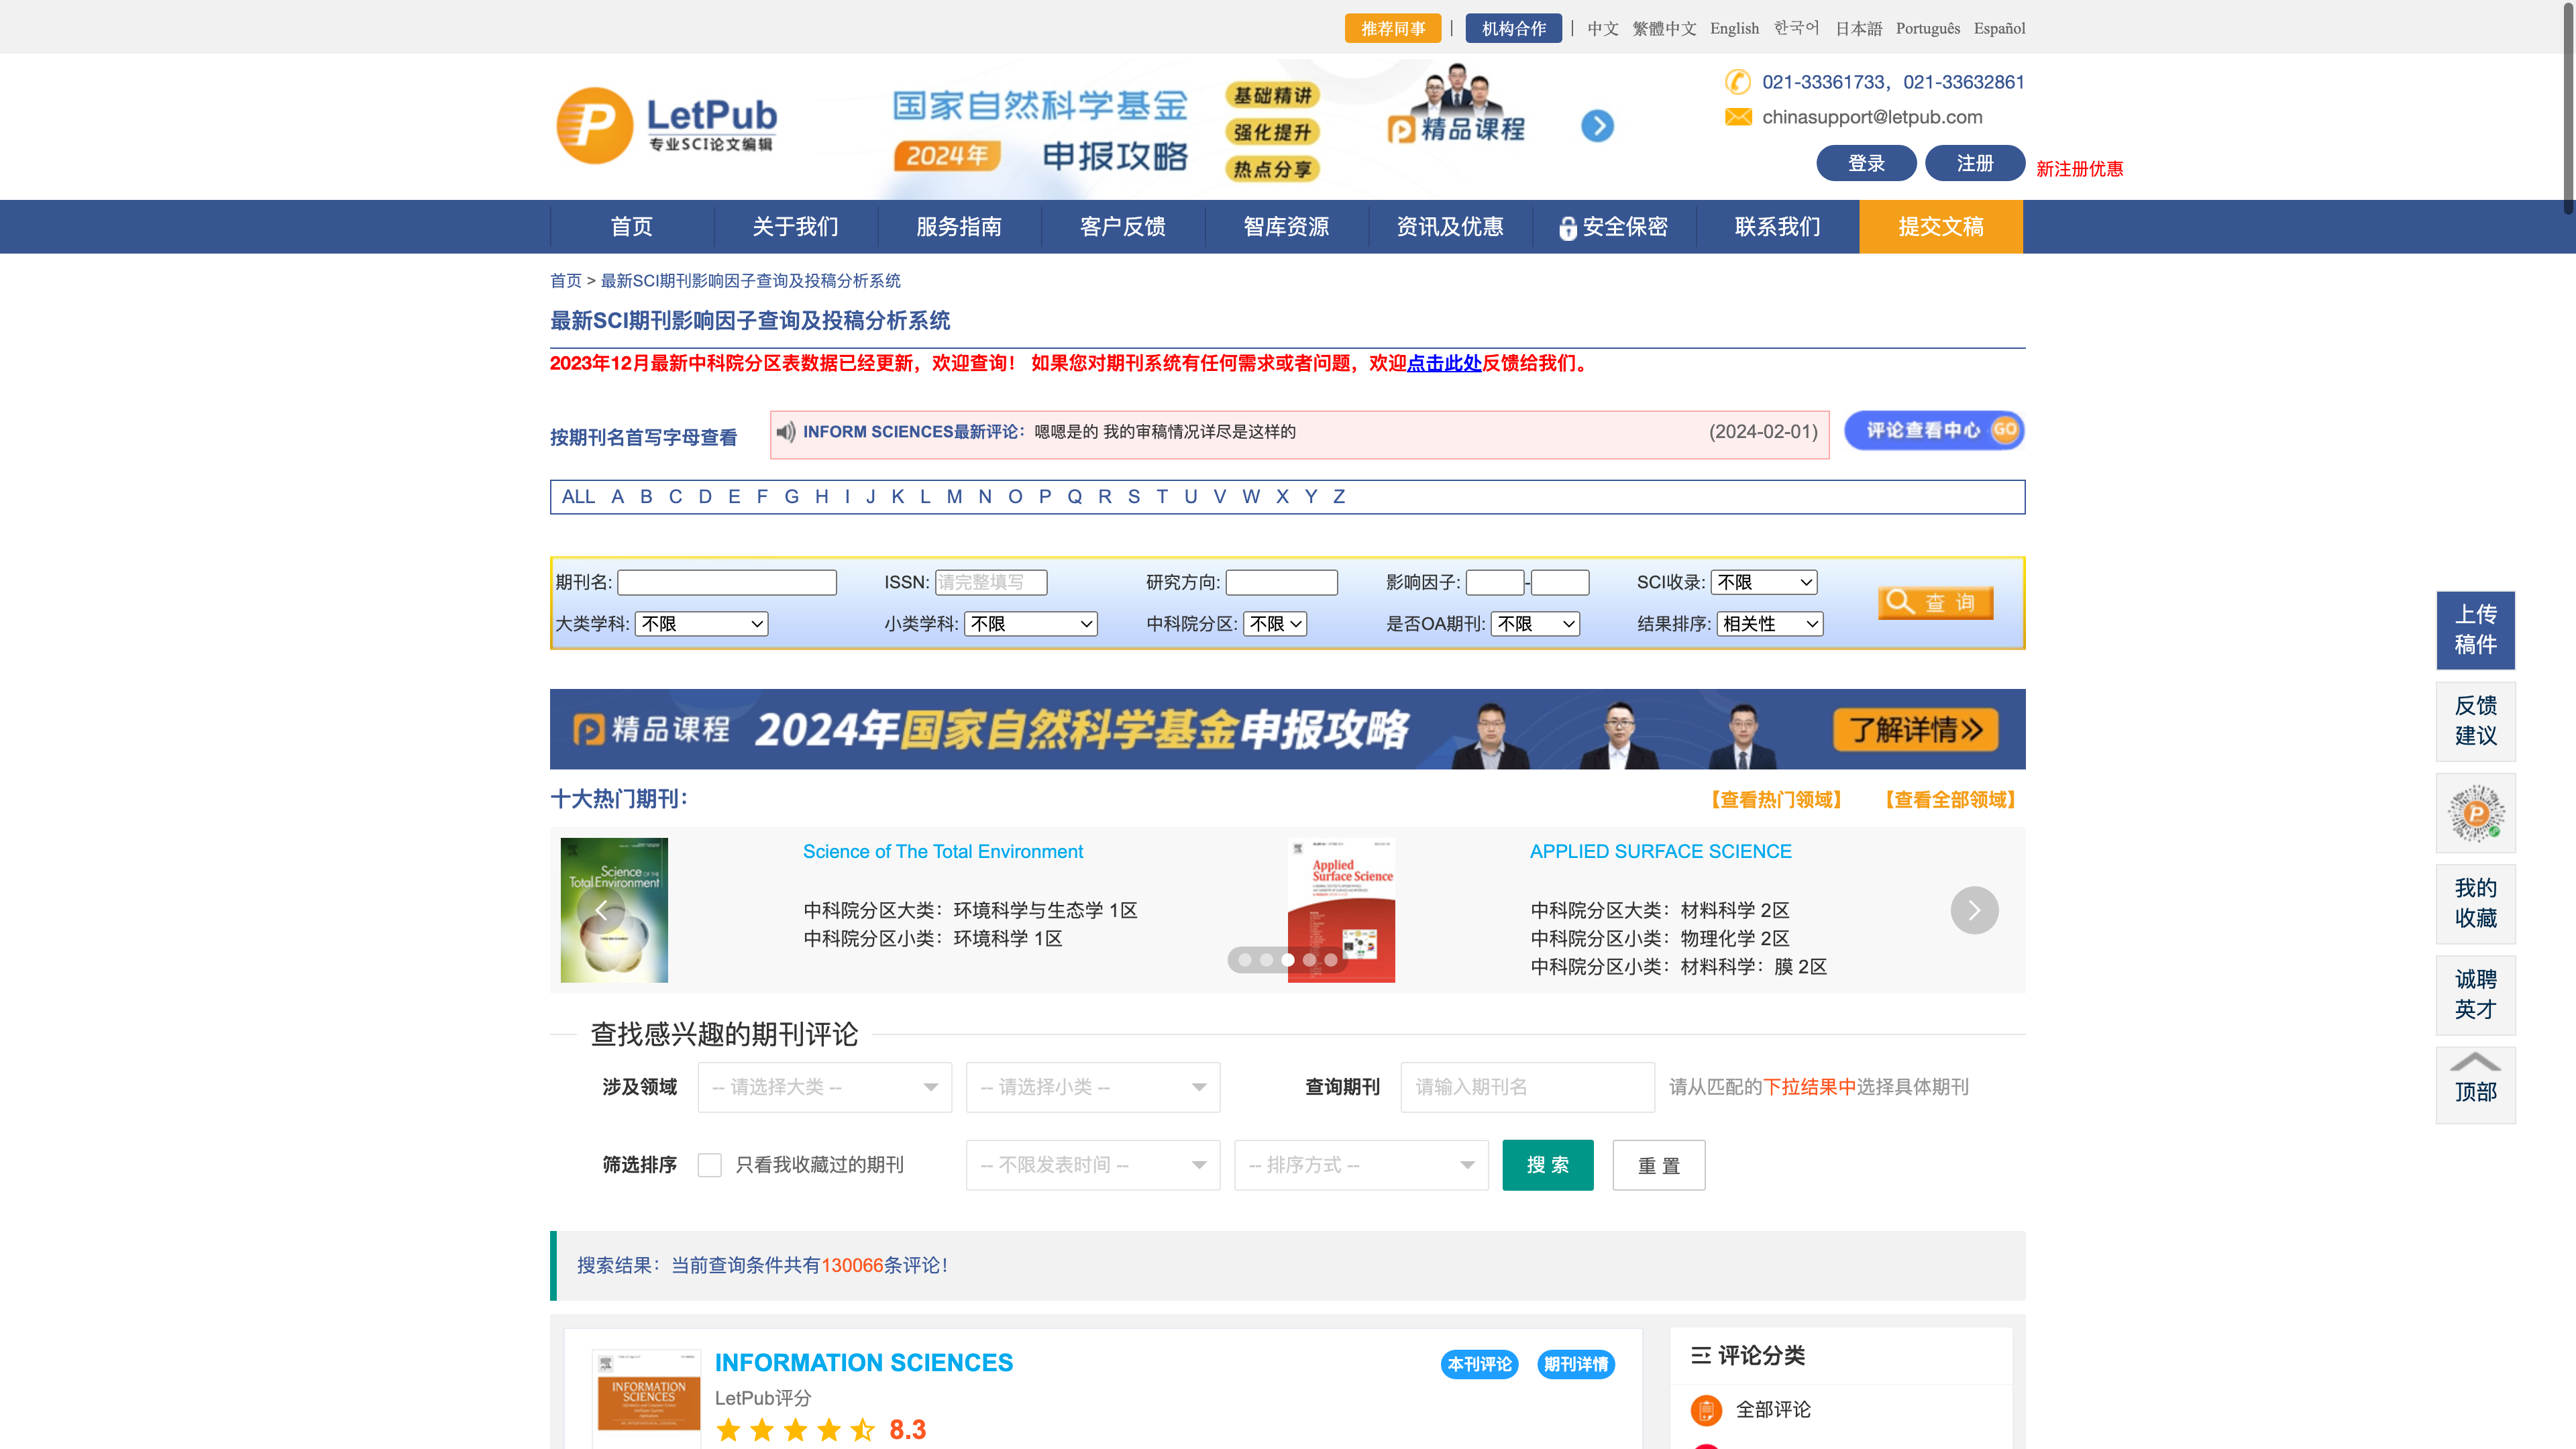 推荐同事 | 机构合作 | 中文 繁體中文 English 한국어 日本語 Português Español
LetPub
专业SCI论文编辑
国家自然科学基金
2024年 申报攻略
基础精讲
强化提升
热点分享
精品课程
021-33361733，021-33632861
chinasupport@letpub.com
登录 注册 新注册优惠
首页 关于我们 服务指南 客户反馈 智库资源 资讯及优惠 安全保密 联系我们 提交文稿
首页 > 最新SCI期刊影响因子查询及投稿分析系统
最新SCI期刊影响因子查询及投稿分析系统
2023年12月最新中科院分区表数据已经更新，欢迎查询！ 如果您对期刊系统有任何需求或者问题，欢迎点击此处反馈给我们。
按期刊名首写字母查看
INFORM SCIENCES最新评论：嗯嗯是的 我的审稿情况详尽是这样的 (2024-02-01)
评论查看中心 GO
ALL A B C D E F G H I J K L M N O P Q R S T U V W X Y Z
期刊名: ISSN: 请完整填写 研究方向: 影响因子: - SCI收录: 不限
查 询
大类学科: 不限 小类学科: 不限 中科院分区: 不限 是否OA期刊: 不限 结果排序: 相关性
精品课程 2024年国家自然科学基金申报攻略 了解详情
十大热门期刊：
【查看热门领域】 【查看全部领域】
Science of the Total Environment
Science of The Total Environment
中科院分区大类：环境科学与生态学 1区
中科院分区小类：环境科学 1区
Applied
Surface Science
APPLIED SURFACE SCIENCE
中科院分区大类：材料科学 2区
中科院分区小类：物理化学 2区
中科院分区小类：材料科学：膜 2区
查找感兴趣的期刊评论
涉及领域 -- 请选择大类 -- -- 请选择小类 -- 查询期刊 请输入期刊名 请从匹配的下拉结果中选择具体期刊
筛选排序 只看我收藏过的期刊 -- 不限发表时间 -- -- 排序方式 -- 搜 索 重 置
搜索结果：当前查询条件共有130066条评论！
INFORMATION
SCIENCES
INFORMATION SCIENCES
本刊评论 期刊详情
LetPub评分
8.3
评论分类
全部评论
上传
稿件
反馈
建议
我的
收藏
诚聘
英才
顶部